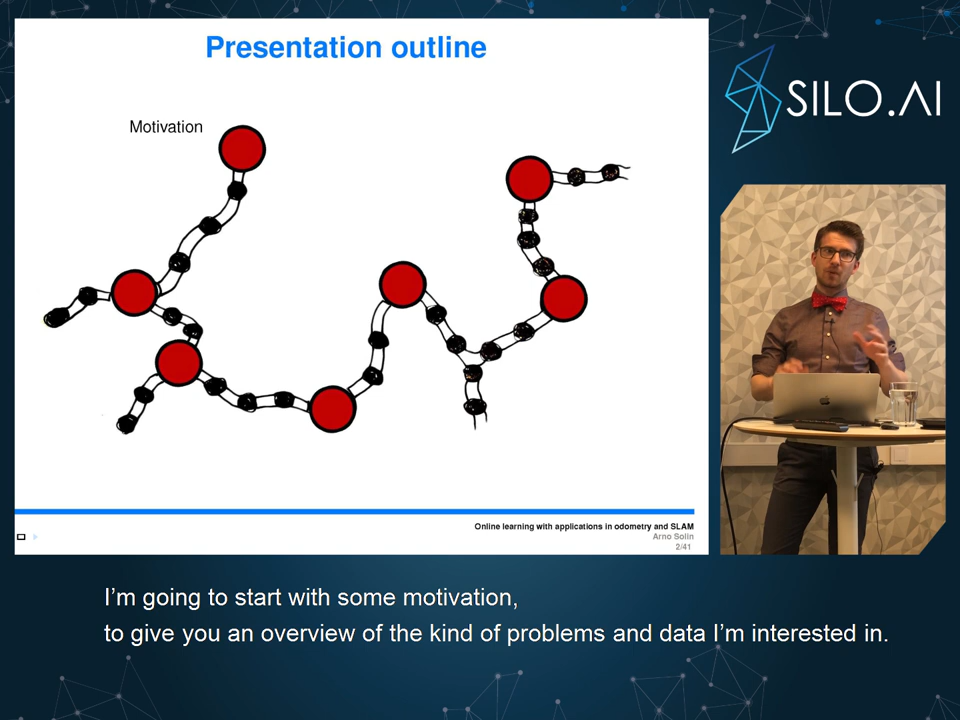 Presentation outline
SILO.AI
Motivation
Online learning with applications in odometry and SLAM
Arno Solin
2/41
I'm going to start with some motivation,
to give you an overview of the kind of problems and data I'm interested in.